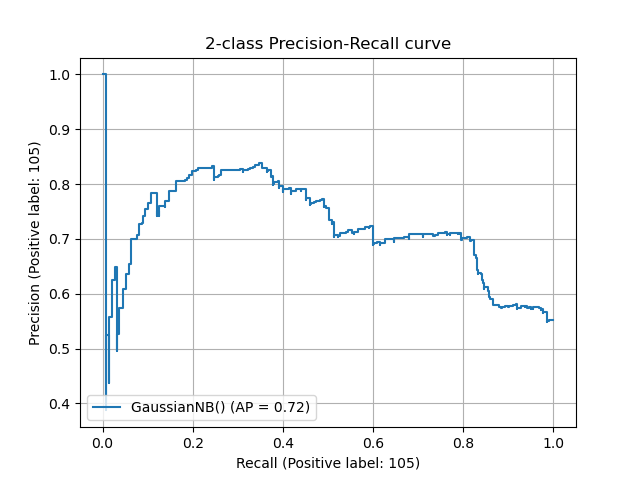 2-class Precision-Recall curve
1.0
0.9
0.8
0.7
0.6
0.5
0.4
Precision (Positive label: 105)
GaussianNB() (AP = 0.72)
0.0 0.2 0.4 0.6 0.8 1.0
Recall (Positive label: 105)